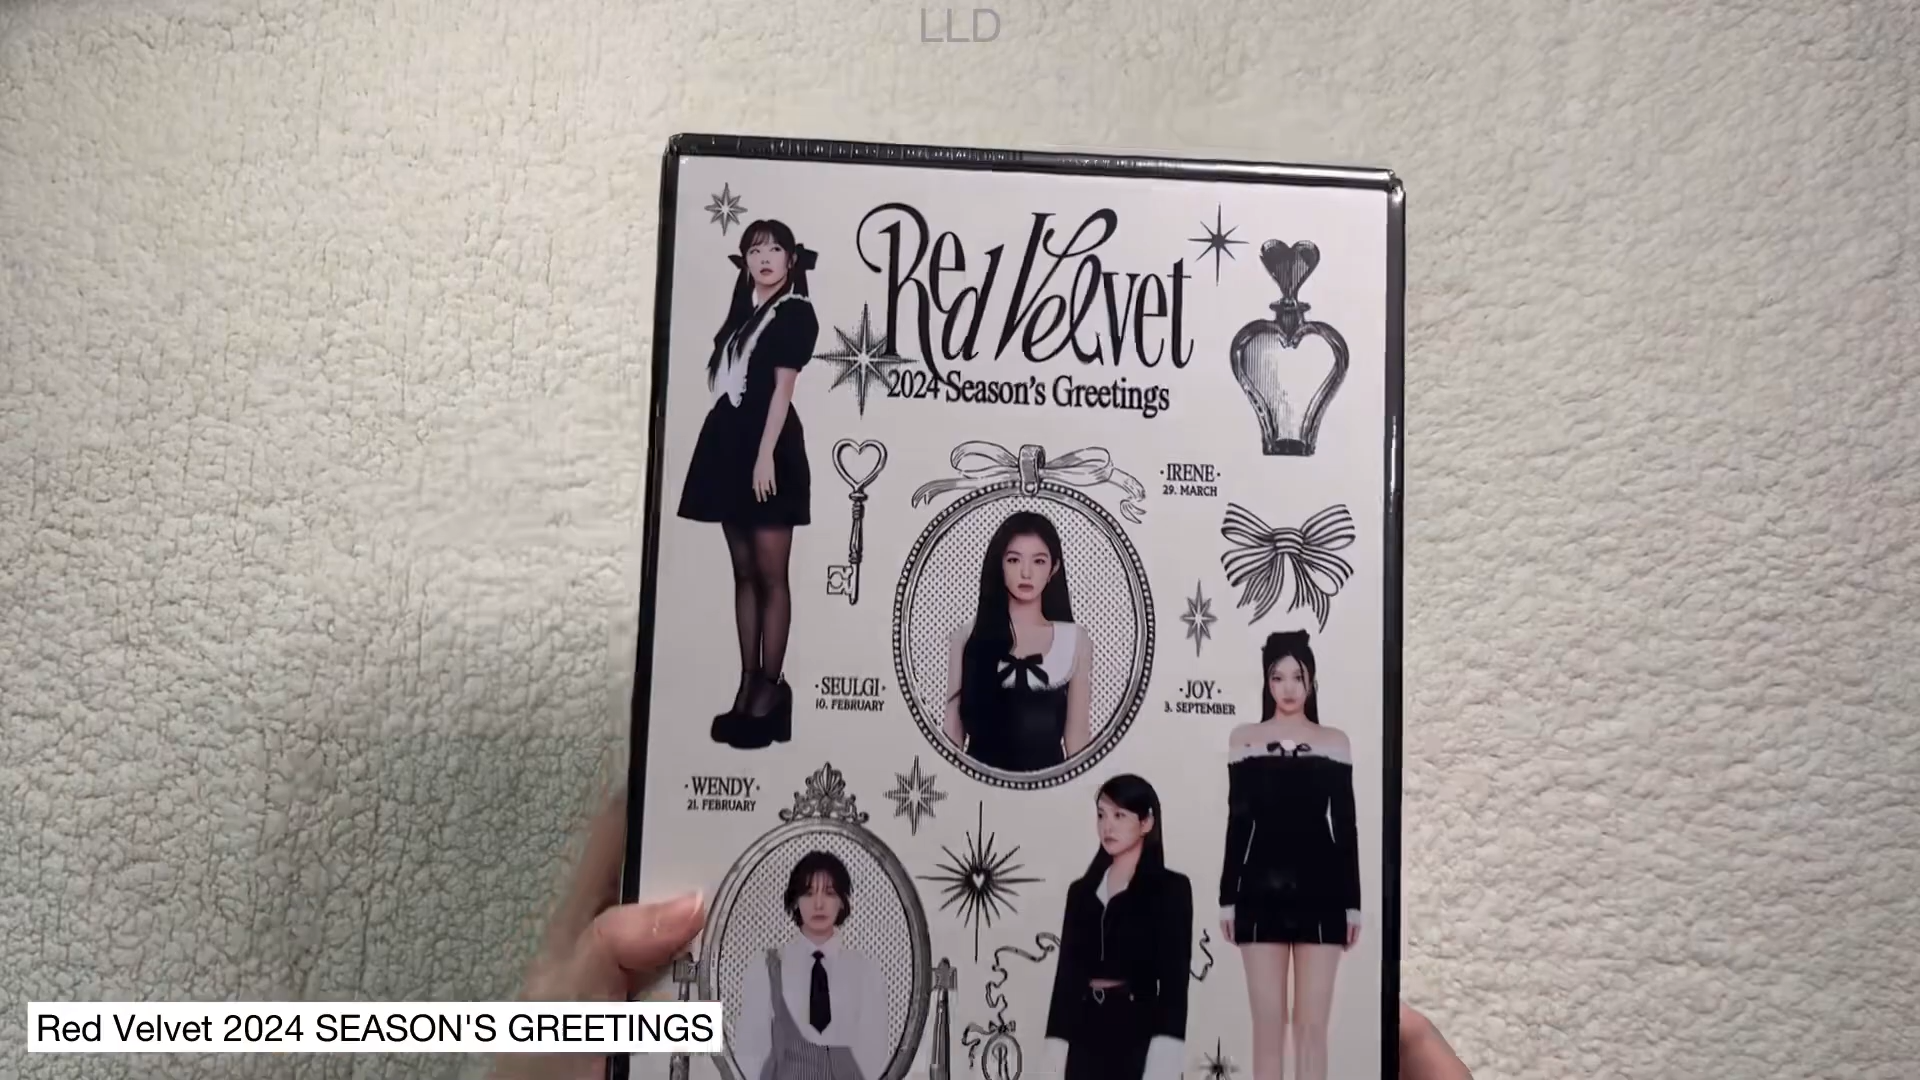 LLD
Red Velvet
2024 Season's Greetings
·IRENE·
29. MARCH
·SEULGI·
10. FEBRUARY
·JOY·
3. SEPTEMBER
·WENDY·
21. FEBRUARY
R
Red Velvet 2024 SEASON'S GREETINGS